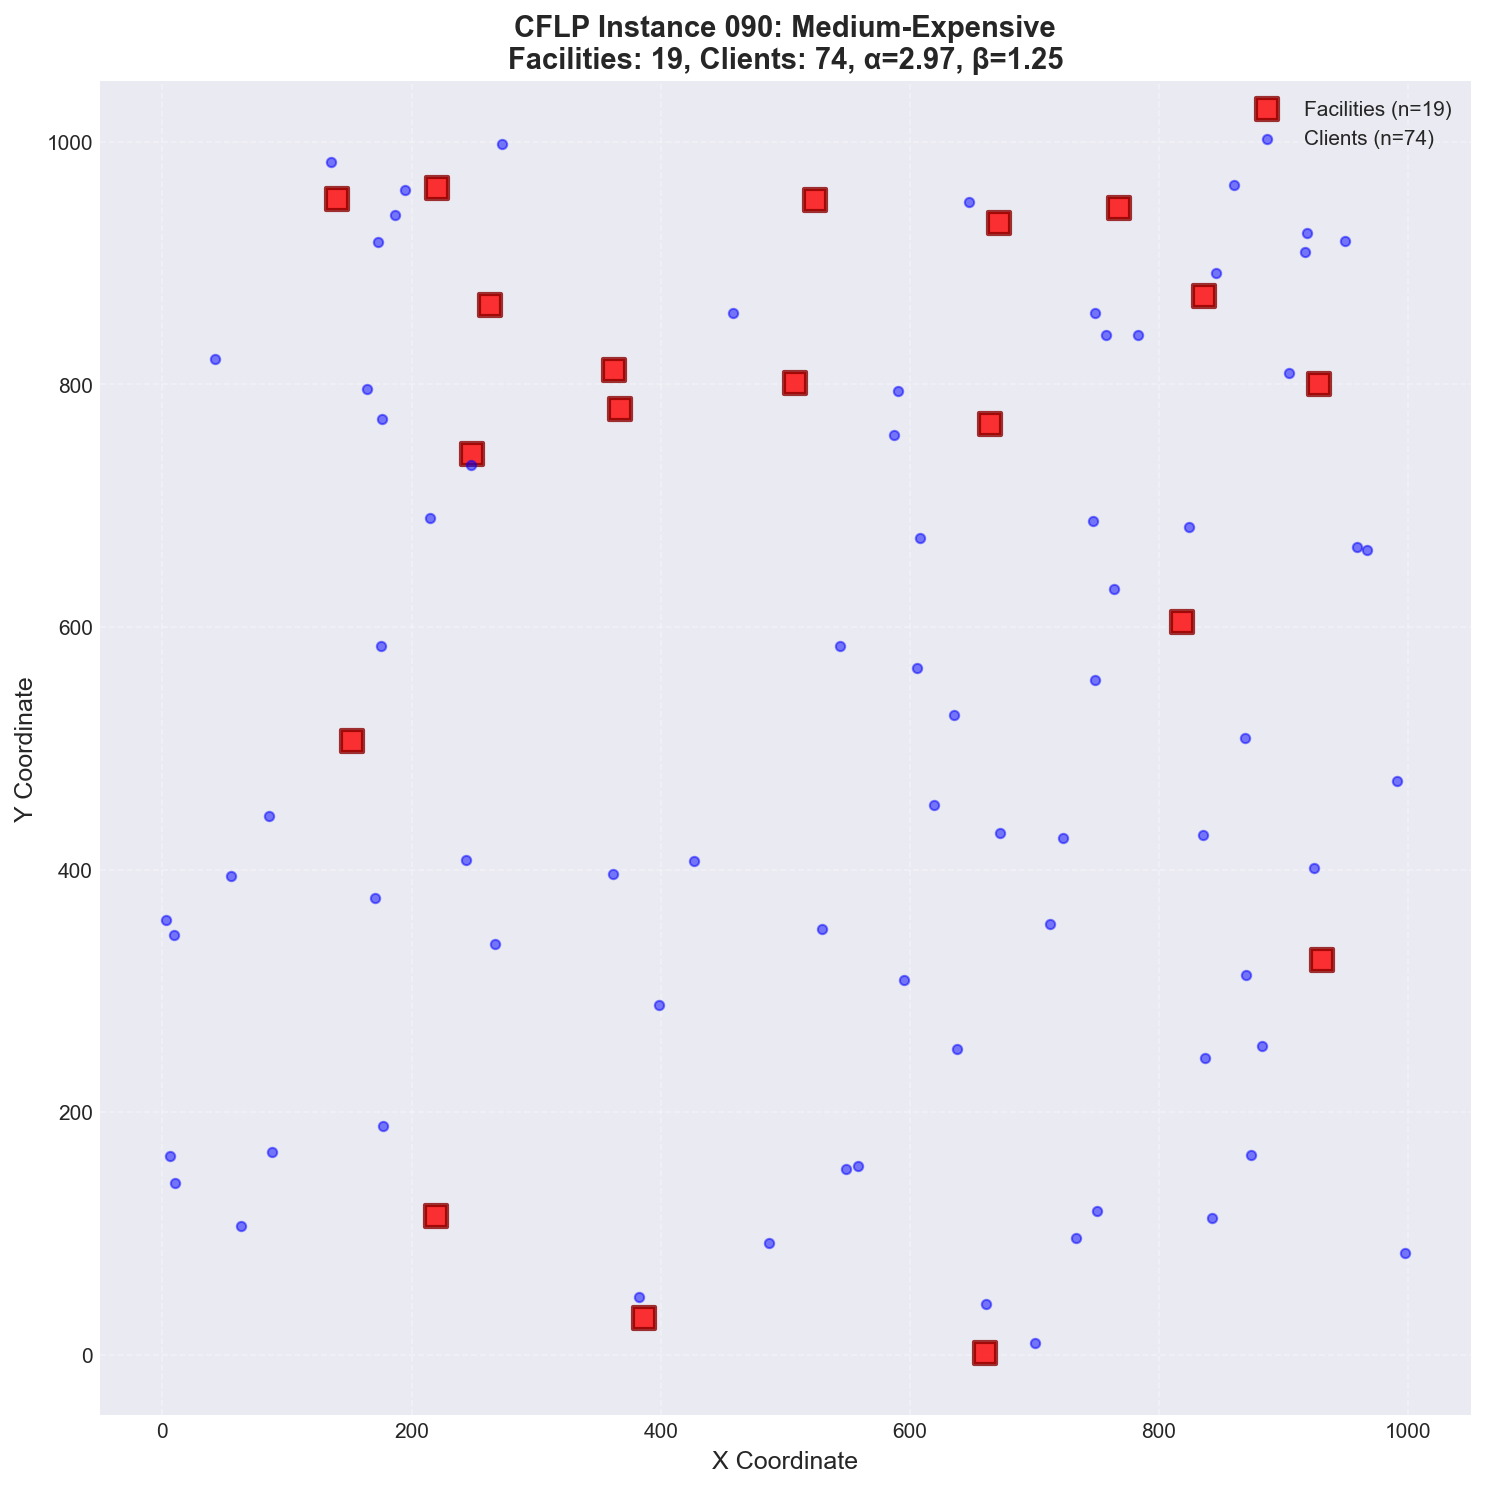 CFLP Instance 090: Medium-Expensive
Facilities: 19, Clients: 74, α=2.97, β=1.25
Facilities (n=19)
Clients (n=74)
Y Coordinate
1000
800
600
400
200
0
0 200 400 600 800 1000
X Coordinate